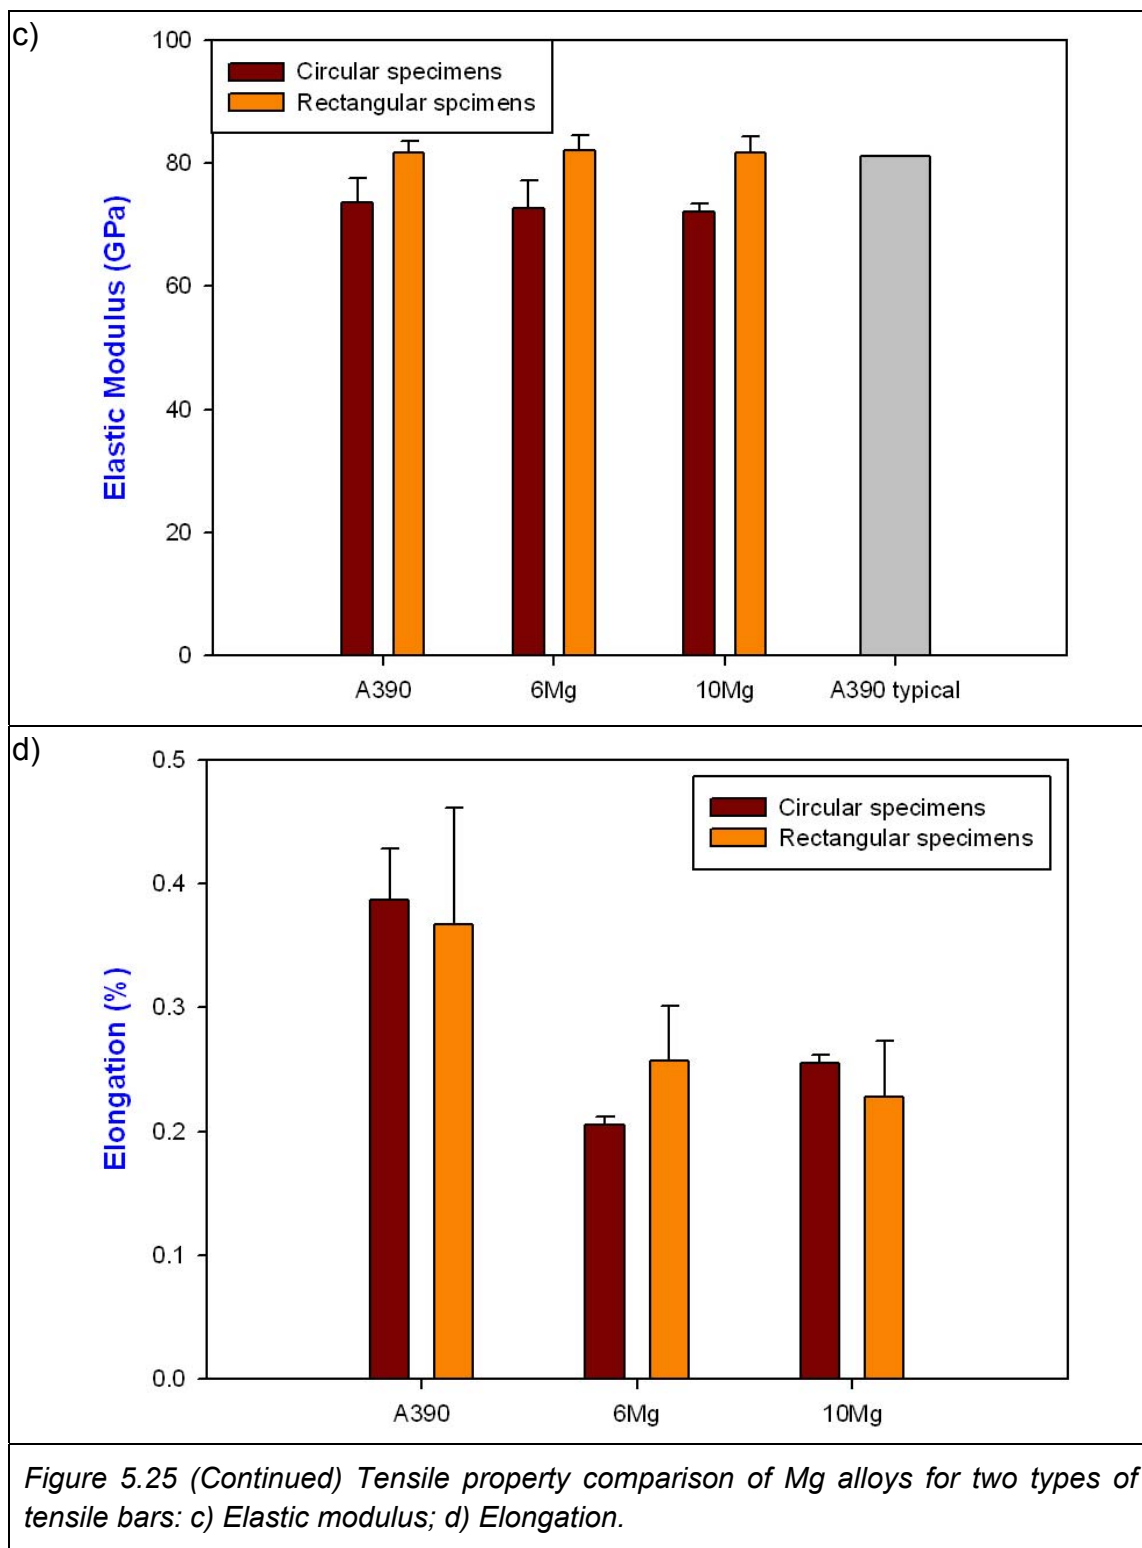 c)
100
80
60
40
20
0
Elastic Modulus (GPa)
Circular specimens
Rectangular spcimens
A390 6Mg 10Mg A390 typical
d)
0.5
0.4
0.3
0.2
0.1
0.0
Elongation (%)
Circular specimens
Rectangular specimens
A390 6Mg 10Mg
Figure 5.25 (Continued) Tensile property comparison of Mg alloys for two types of
tensile bars: c) Elastic modulus; d) Elongation.